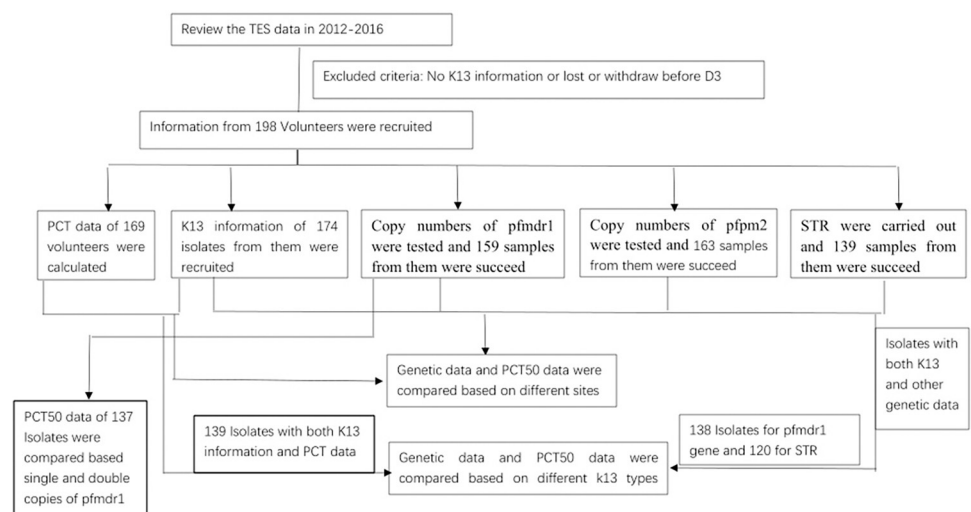 Review the TES data in 2012-2016
Excluded criteria: No K13 information or lost or withdraw before D3
Information from 198 Volunteers were recruited
PCT data of 169
volunteers were
calculated
K13 information of 174
isolates from them were
recruited
Copy numbers of pfmdr1
were tested and 159 samples
from them were succeed
Copy numbers of pfpm2
were tested and 163 samples
from them were succeed
STR were carried out
and 139 samples from
them were succeed
Isolates with
both K13
and other
genetic data
Genetic data and PCT50 data were
compared based on different sites
PCT50 data of 137
Isolates were
compared based
single and double
copies of pfmdr1
139 Isolates with both K13
information and PCT data
138 Isolates for pfmdr1
gene and 120 for STR
Genetic data and PCT50 data were
compared based on different k13 types